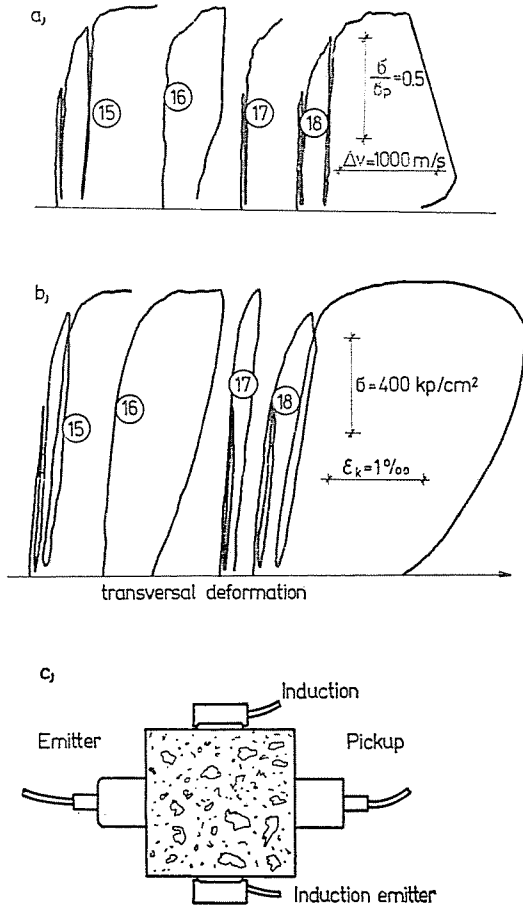 a,
15
16
17
18
б/бp=0.5
Δv=1000 m/s
b,
15
16
17
18
б=400 kp/cm²
εk=1‰
transversal deformation
c,
Induction
Emitter
Pickup
Induction emitter